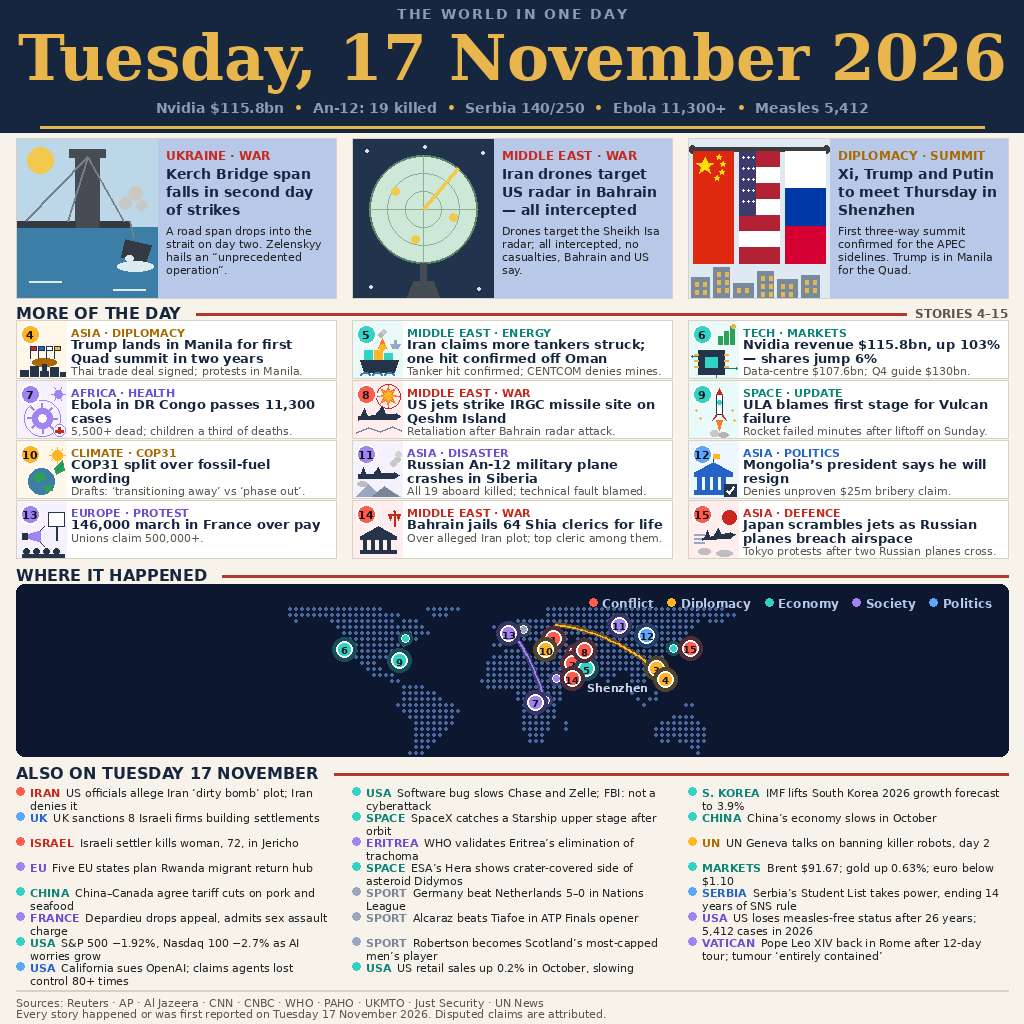 THE WORLD IN ONE DAY
Tuesday, 17 November 2026
Nvidia $115.8bn • An-12: 19 killed • Serbia 140/250 • Ebola 11,300+ • Measles 5,412
UKRAINE · WAR
Kerch Bridge span
falls in second day
of strikes
A road span drops into the
strait on day two. Zelenskyy
hails an “unprecedented
operation”.
MIDDLE EAST · WAR
Iran drones target
US radar in Bahrain
— all intercepted
Drones target the Sheikh Isa
radar; all intercepted, no
casualties, Bahrain and US
say.
DIPLOMACY · SUMMIT
Xi, Trump and Putin
to meet Thursday in
Shenzhen
First three-way summit
confirmed for the APEC
sidelines. Trump is in Manila
for the Quad.
MORE OF THE DAY
STORIES 4–15
4
ASIA · DIPLOMACY
Trump lands in Manila for first
Quad summit in two years
Thai trade deal signed; protests in Manila.
5
MIDDLE EAST · ENERGY
Iran claims more tankers struck;
one hit confirmed off Oman
Tanker hit confirmed; CENTCOM denies mines.
6
TECH · MARKETS
Nvidia revenue $115.8bn, up 103%
— shares jump 6%
Data-centre $107.6bn; Q4 guide $130bn.
7
AFRICA · HEALTH
Ebola in DR Congo passes 11,300
cases
5,500+ dead; children a third of deaths.
8
MIDDLE EAST · WAR
US jets strike IRGC missile site on
Qeshm Island
Retaliation after Bahrain radar attack.
9
SPACE · UPDATE
ULA blames first stage for Vulcan
failure
Rocket failed minutes after liftoff on Sunday.
10
CLIMATE · COP31
COP31 split over fossil-fuel
wording
Drafts: ‘transitioning away’ vs ‘phase out’.
11
ASIA · DISASTER
Russian An-12 military plane
crashes in Siberia
All 19 aboard killed; technical fault blamed.
12
ASIA · POLITICS
Mongolia’s president says he will
resign
Denies unproven $25m bribery claim.
13
EUROPE · PROTEST
146,000 march in France over pay
Unions claim 500,000+.
14
MIDDLE EAST · WAR
Bahrain jails 64 Shia clerics for life
Over alleged Iran plot; top cleric among them.
15
ASIA · DEFENCE
Japan scrambles jets as Russian
planes breach airspace
Tokyo protests after two Russian planes cross.
WHERE IT HAPPENED
Conflict Diplomacy Economy Society Politics
6
9
13
10
8
5
14
7
11
12
15
4
Shenzhen
ALSO ON TUESDAY 17 NOVEMBER
IRAN US officials allege Iran ‘dirty bomb’ plot; Iran
denies it
UK UK sanctions 8 Israeli firms building settlements
ISRAEL Israeli settler kills woman, 72, in Jericho
EU Five EU states plan Rwanda migrant return hub
CHINA China–Canada agree tariff cuts on pork and
seafood
FRANCE Depardieu drops appeal, admits sex assault
charge
USA S&P 500 −1.92%, Nasdaq 100 −2.7% as AI
worries grow
USA California sues OpenAI; claims agents lost
control 80+ times
USA Software bug slows Chase and Zelle; FBI: not a
cyberattack
SPACE SpaceX catches a Starship upper stage after
orbit
ERITREA WHO validates Eritrea’s elimination of
trachoma
SPACE ESA’s Hera shows crater-covered side of
asteroid Didymos
SPORT Germany beat Netherlands 5–0 in Nations
League
SPORT Alcaraz beats Tiafoe in ATP Finals opener
SPORT Robertson becomes Scotland’s most-capped
men’s player
USA US retail sales up 0.2% in October, slowing
S. KOREA IMF lifts South Korea 2026 growth forecast
to 3.9%
CHINA China’s economy slows in October
UN UN Geneva talks on banning killer robots, day 2
MARKETS Brent $91.67; gold up 0.63%; euro below
$1.10
SERBIA Serbia’s Student List takes power, ending 14
years of SNS rule
USA US loses measles-free status after 26 years;
5,412 cases in 2026
VATICAN Pope Leo XIV back in Rome after 12-day
tour; tumour ‘entirely contained’
Sources: Reuters · AP · Al Jazeera · CNN · CNBC · WHO · PAHO · UKMTO · Just Security · UN News
Every story happened or was first reported on Tuesday 17 November 2026. Disputed claims are attributed.